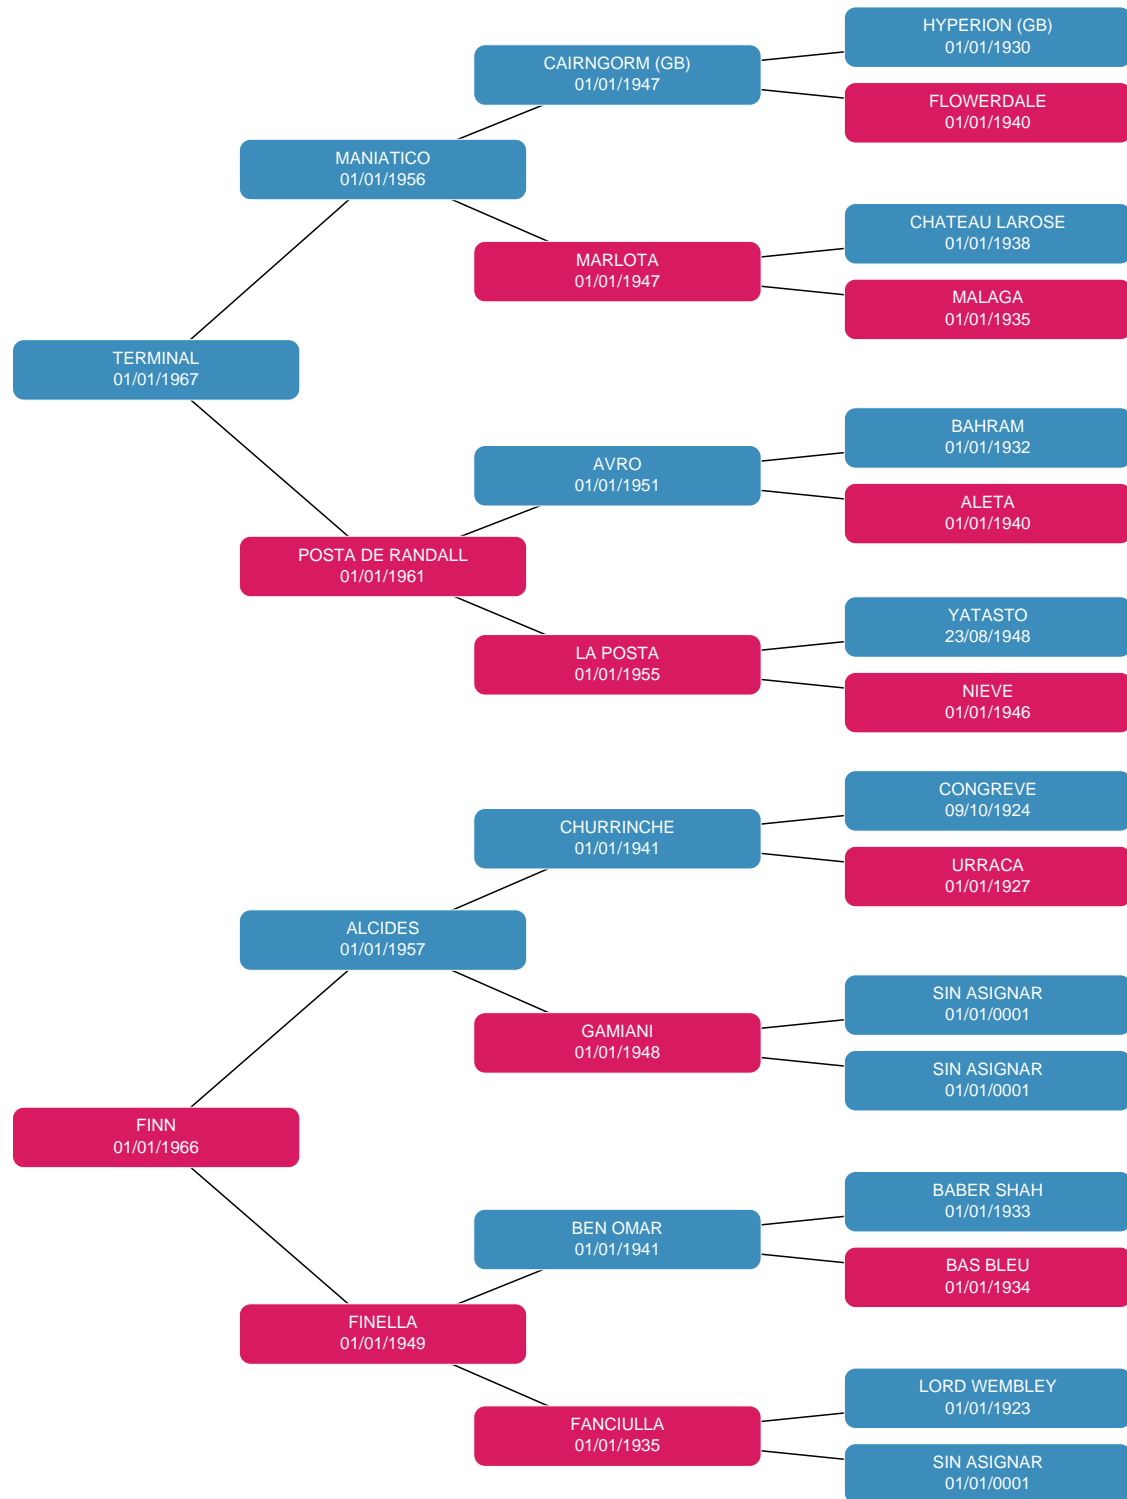 HYPERION (GB)
01/01/1930
CAIRNGORM (GB)
01/01/1947
FLOWERDALE
01/01/1940
MANIATICO
01/01/1956
CHATEAU LAROSE
01/01/1938
MARLOTA
01/01/1947
MALAGA
01/01/1935
TERMINAL
01/01/1967
BAHRAM
01/01/1932
AVRO
01/01/1951
ALETA
01/01/1940
POSTA DE RANDALL
01/01/1961
YATASTO
23/08/1948
LA POSTA
01/01/1955
NIEVE
01/01/1946
CONGREVE
09/10/1924
CHURRINCHE
01/01/1941
URRACA
01/01/1927
ALCIDES
01/01/1957
SIN ASIGNAR
01/01/0001
GAMIANI
01/01/1948
SIN ASIGNAR
01/01/0001
FINN
01/01/1966
BABER SHAH
01/01/1933
BEN OMAR
01/01/1941
BAS BLEU
01/01/1934
FINELLA
01/01/1949
LORD WEMBLEY
01/01/1923
FANCIULLA
01/01/1935
SIN ASIGNAR
01/01/0001